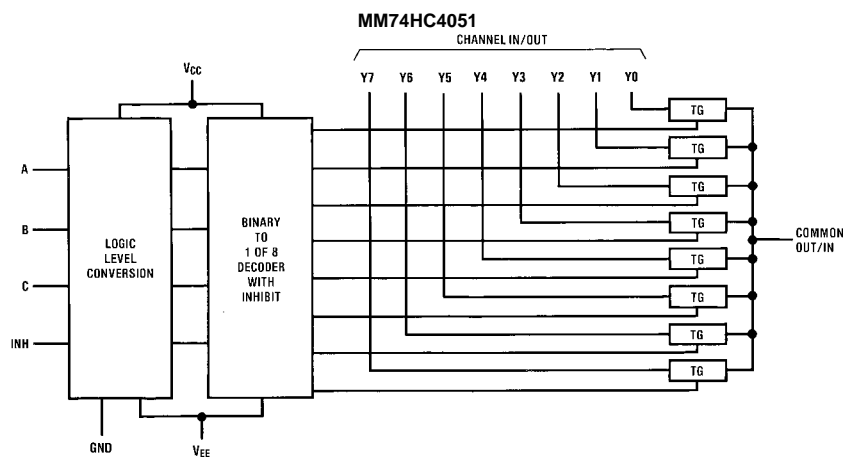 MM74HC4051
CHANNEL IN/OUT
VCC
Y7 Y6 Y5 Y4 Y3 Y2 Y1 Y0
TG
TG
TG
TG
TG
TG
TG
TG
A
B
C
INH
LOGIC
LEVEL
CONVERSION
BINARY
TO
1 OF 8
DECODER
WITH
INHIBIT
COMMON
OUT/IN
GND
VEE